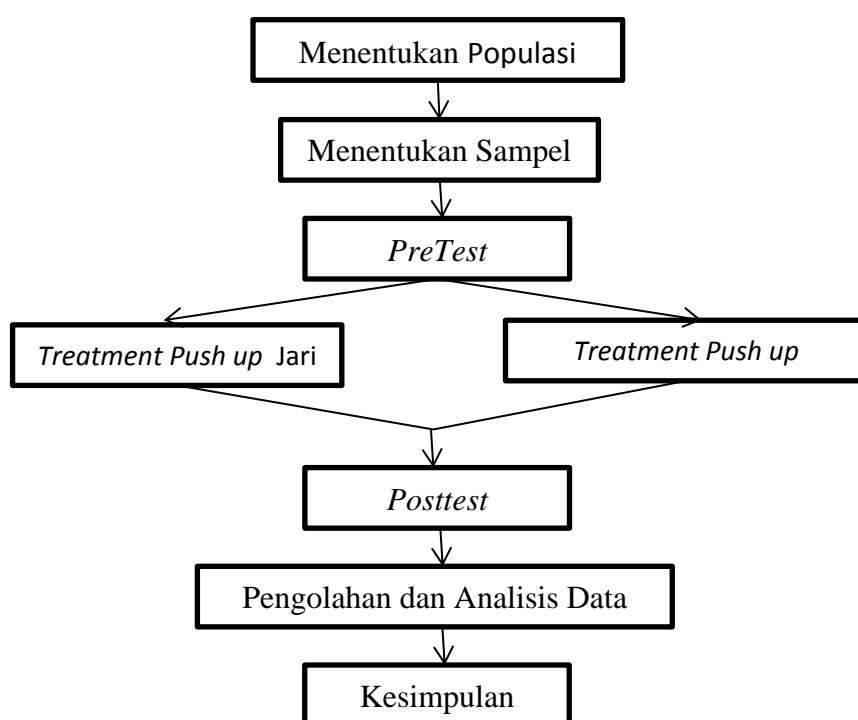 Menentukan Populasi
Menentukan Sampel
PreTest
Treatment Push up Jari
Treatment Push up
Posttest
Pengolahan dan Analisis Data
Kesimpulan